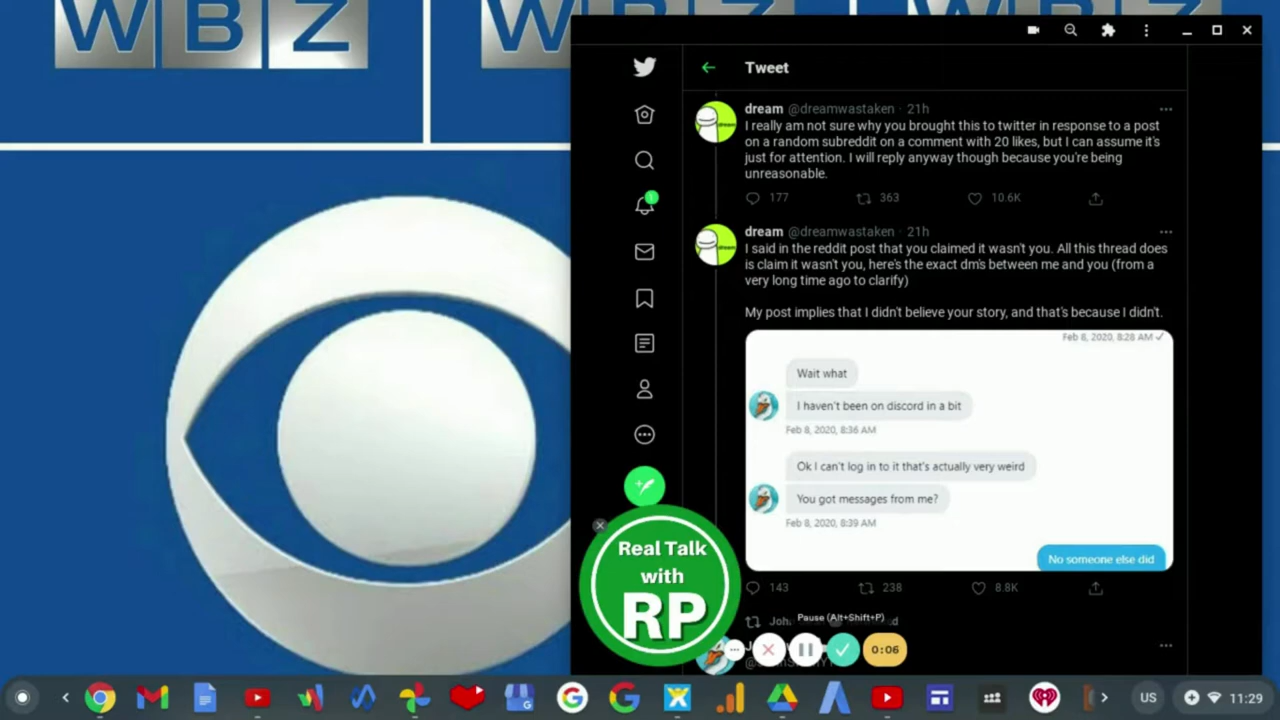 WBZ
WBZ
WBZ
Tweet
dream @dreamwastaken · 21h
I really am not sure why you brought this to twitter in response to a post
on a random subreddit on a comment with 20 likes, but I can assume it's
just for attention. I will reply anyway though because you're being
unreasonable.
177 363 10.6K
dream @dreamwastaken · 21h
I said in the reddit post that you claimed it wasn't you. All this thread does
is claim it wasn't you, here's the exact dm's between me and you (from a
very long time ago to clarify)
My post implies that I didn't believe your story, and that's because I didn't.
Feb 8, 2020, 8:28 AM ✓
Wait what
I haven't been on discord in a bit
Feb 8, 2020, 8:36 AM
Ok I can't log in to it that's actually very weird
You got messages from me?
Feb 8, 2020, 8:39 AM
No someone else did
143 238 8.8K
1
Real Talk
with
RP
Pause (Alt+Shift+P)
0:06
US
11:29